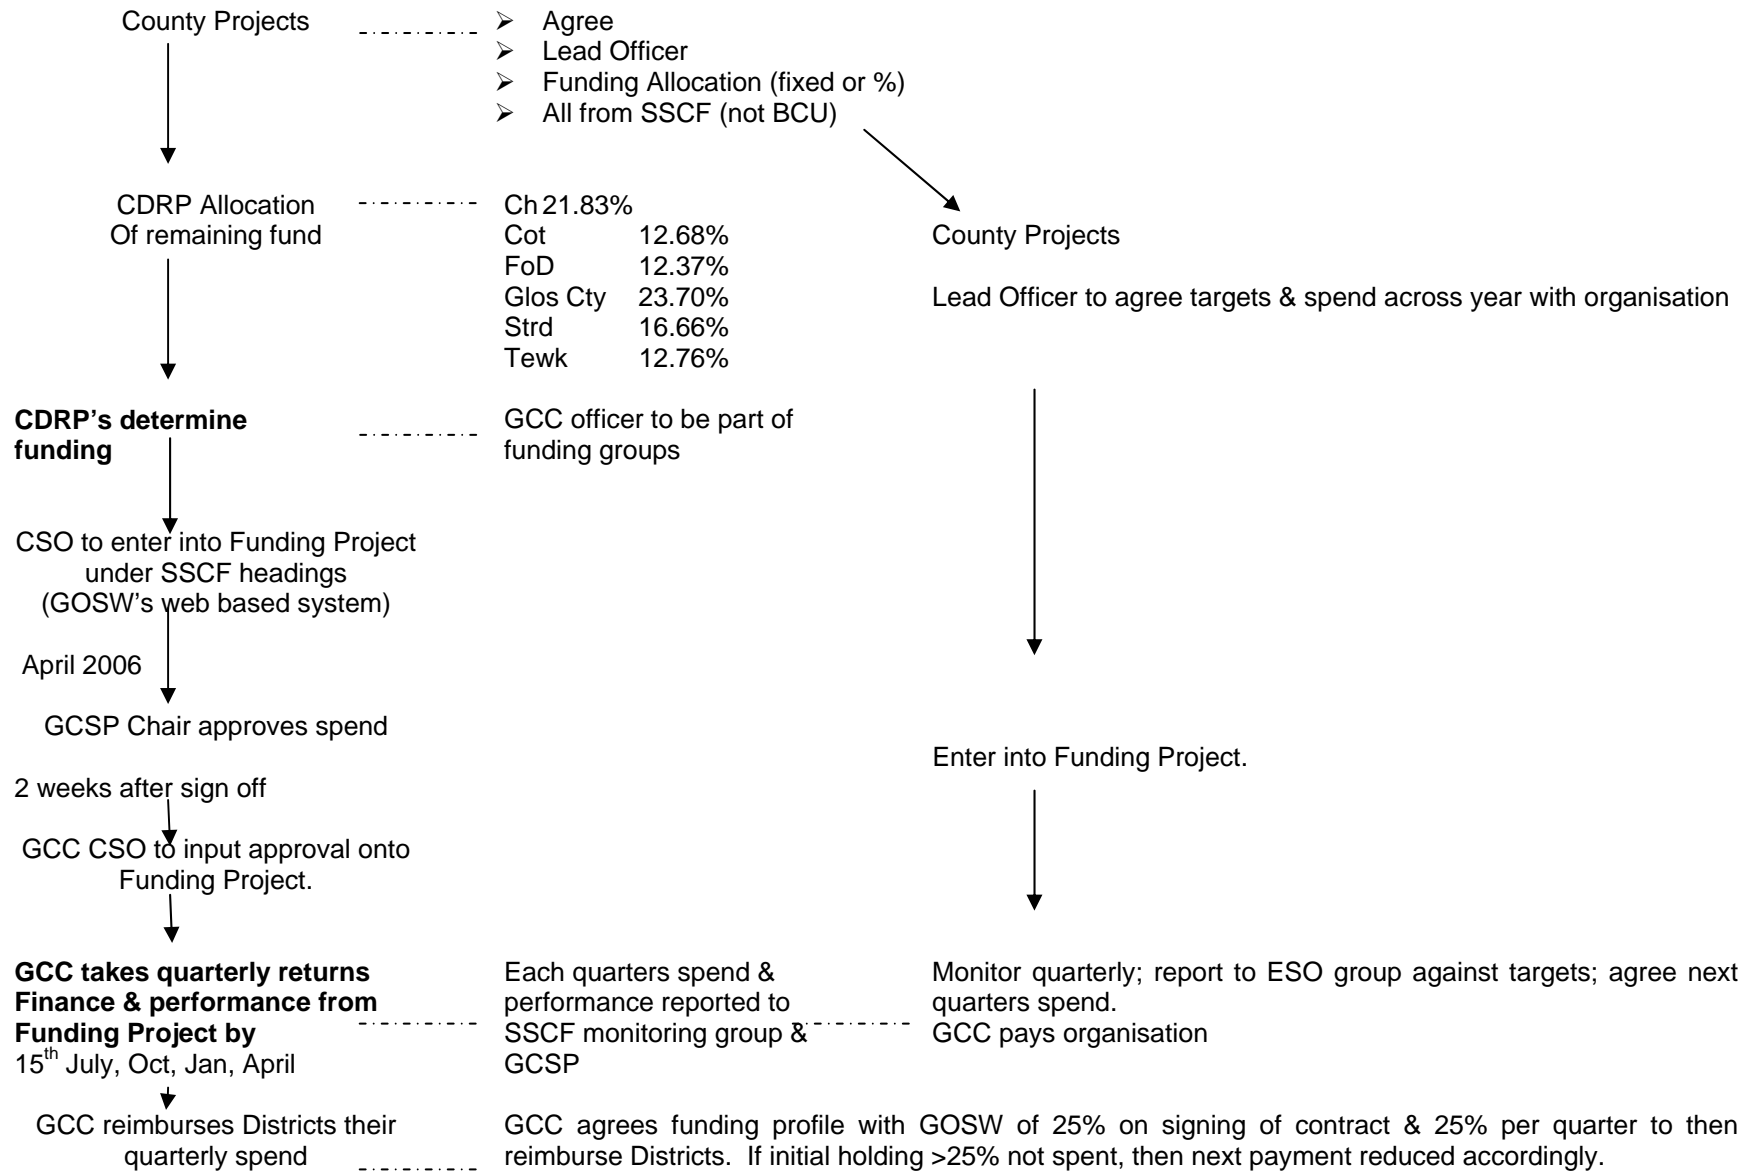 County Projects
➢ Agree
➢ Lead Officer
➢ Funding Allocation (fixed or %)
➢ All from SSCF (not BCU)
CDRP Allocation
Of remaining fund
Ch 21.83%
Cot 12.68%
FoD 12.37%
Glos Cty 23.70%
Strd 16.66%
Tewk 12.76%
County Projects
Lead Officer to agree targets & spend across year with organisation
CDRP’s determine
funding
GCC officer to be part of
funding groups
CSO to enter into Funding Project
under SSCF headings
(GOSW’s web based system)
April 2006
GCSP Chair approves spend
Enter into Funding Project.
2 weeks after sign off
GCC CSO to input approval onto
Funding Project.
GCC takes quarterly returns
Finance & performance from
Funding Project by
15th July, Oct, Jan, April
Each quarters spend &
performance reported to
SSCF monitoring group &
GCSP
Monitor quarterly; report to ESO group against targets; agree next
quarters spend.
GCC pays organisation
GCC reimburses Districts their
quarterly spend
GCC agrees funding profile with GOSW of 25% on signing of contract & 25% per quarter to then
reimburse Districts. If initial holding >25% not spent, then next payment reduced accordingly.